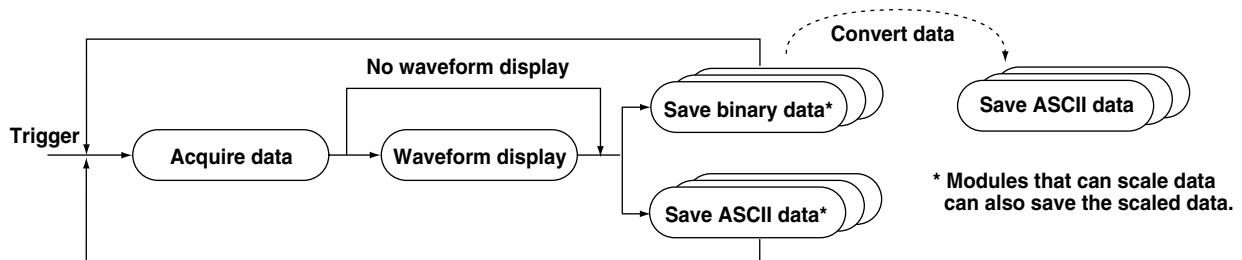 Convert data
No waveform display
Save binary data*
Save ASCII data
Trigger
Acquire data
Waveform display
Save ASCII data*
* Modules that can scale data
can also save the scaled data.